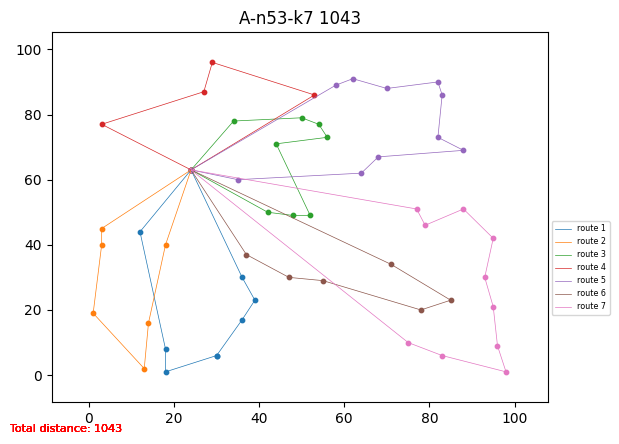 A-n53-k7 1043
100
80
60
40
20
0
0 20 40 60 80 100
route 1
route 2
route 3
route 4
route 5
route 6
route 7
Total distance: 1043